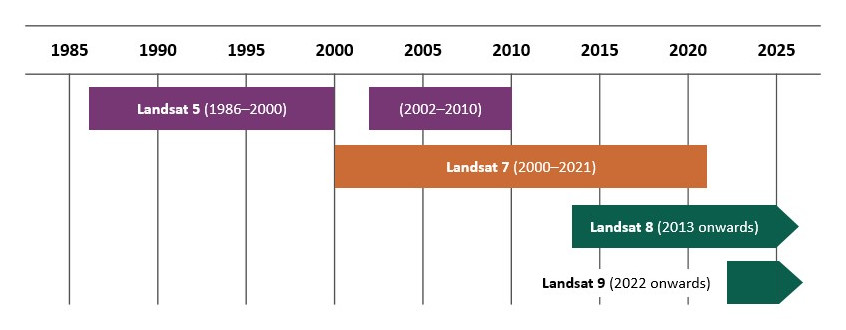 1985 1990 1995 2000 2005 2010 2015 2020 2025
Landsat 5 (1986–2000) (2002–2010)
Landsat 7 (2000–2021)
Landsat 8 (2013 onwards)
Landsat 9 (2022 onwards)